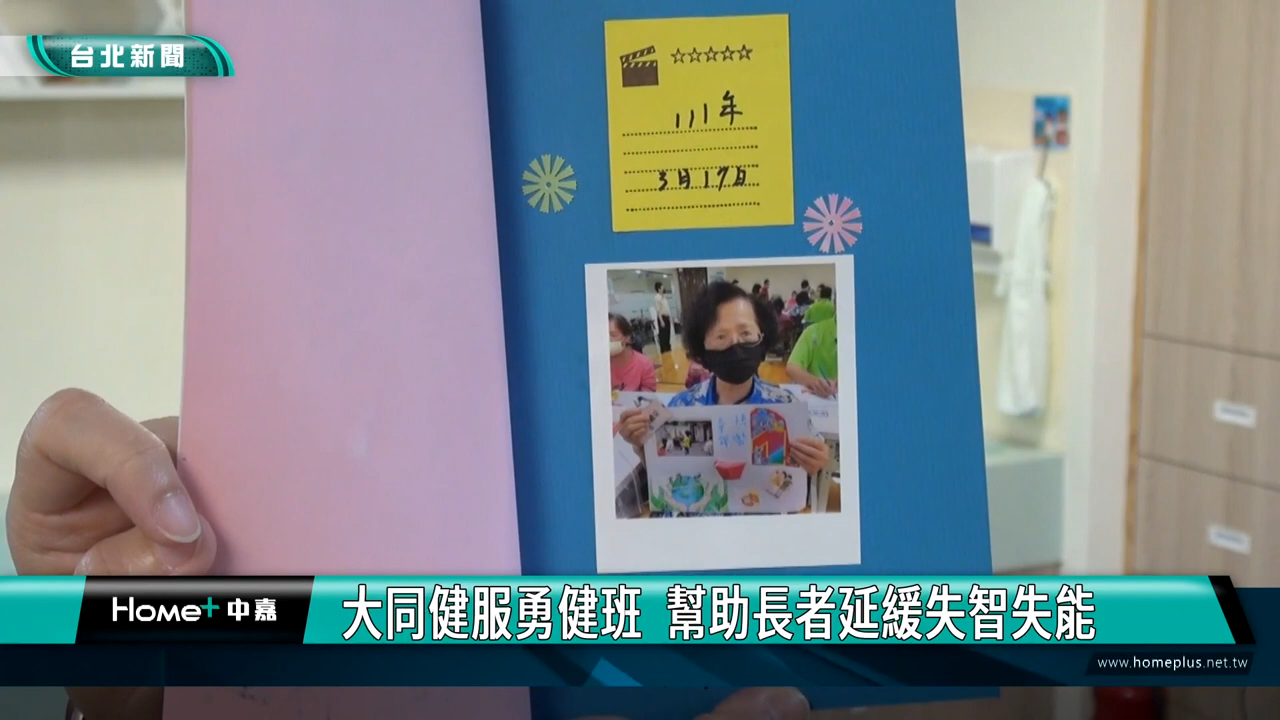 台北新聞
111年
3月17日
Home+中嘉
大同健服勇健班 幫助長者延緩失智失能
www.homeplus.net.tw